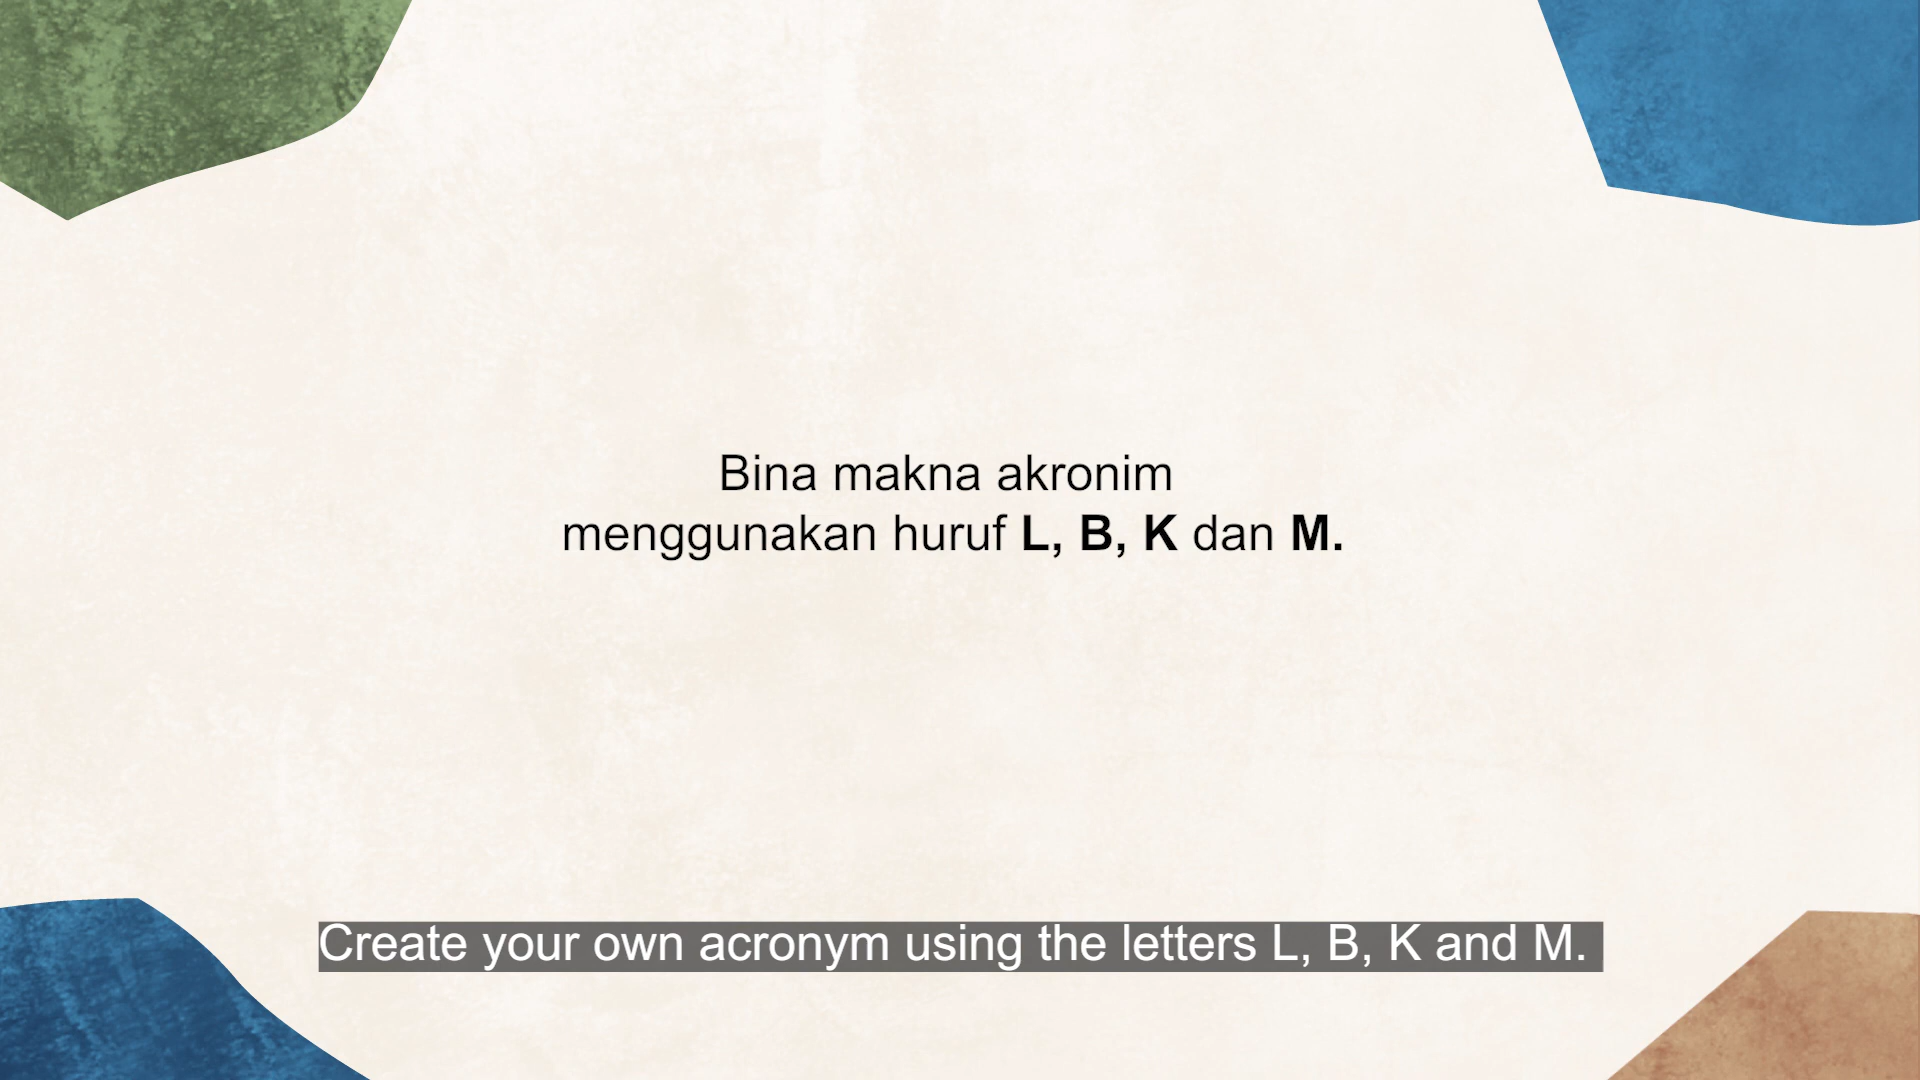 Bina makna akronim
menggunakan huruf L, B, K dan M.
Create your own acronym using the letters L, B, K and M.